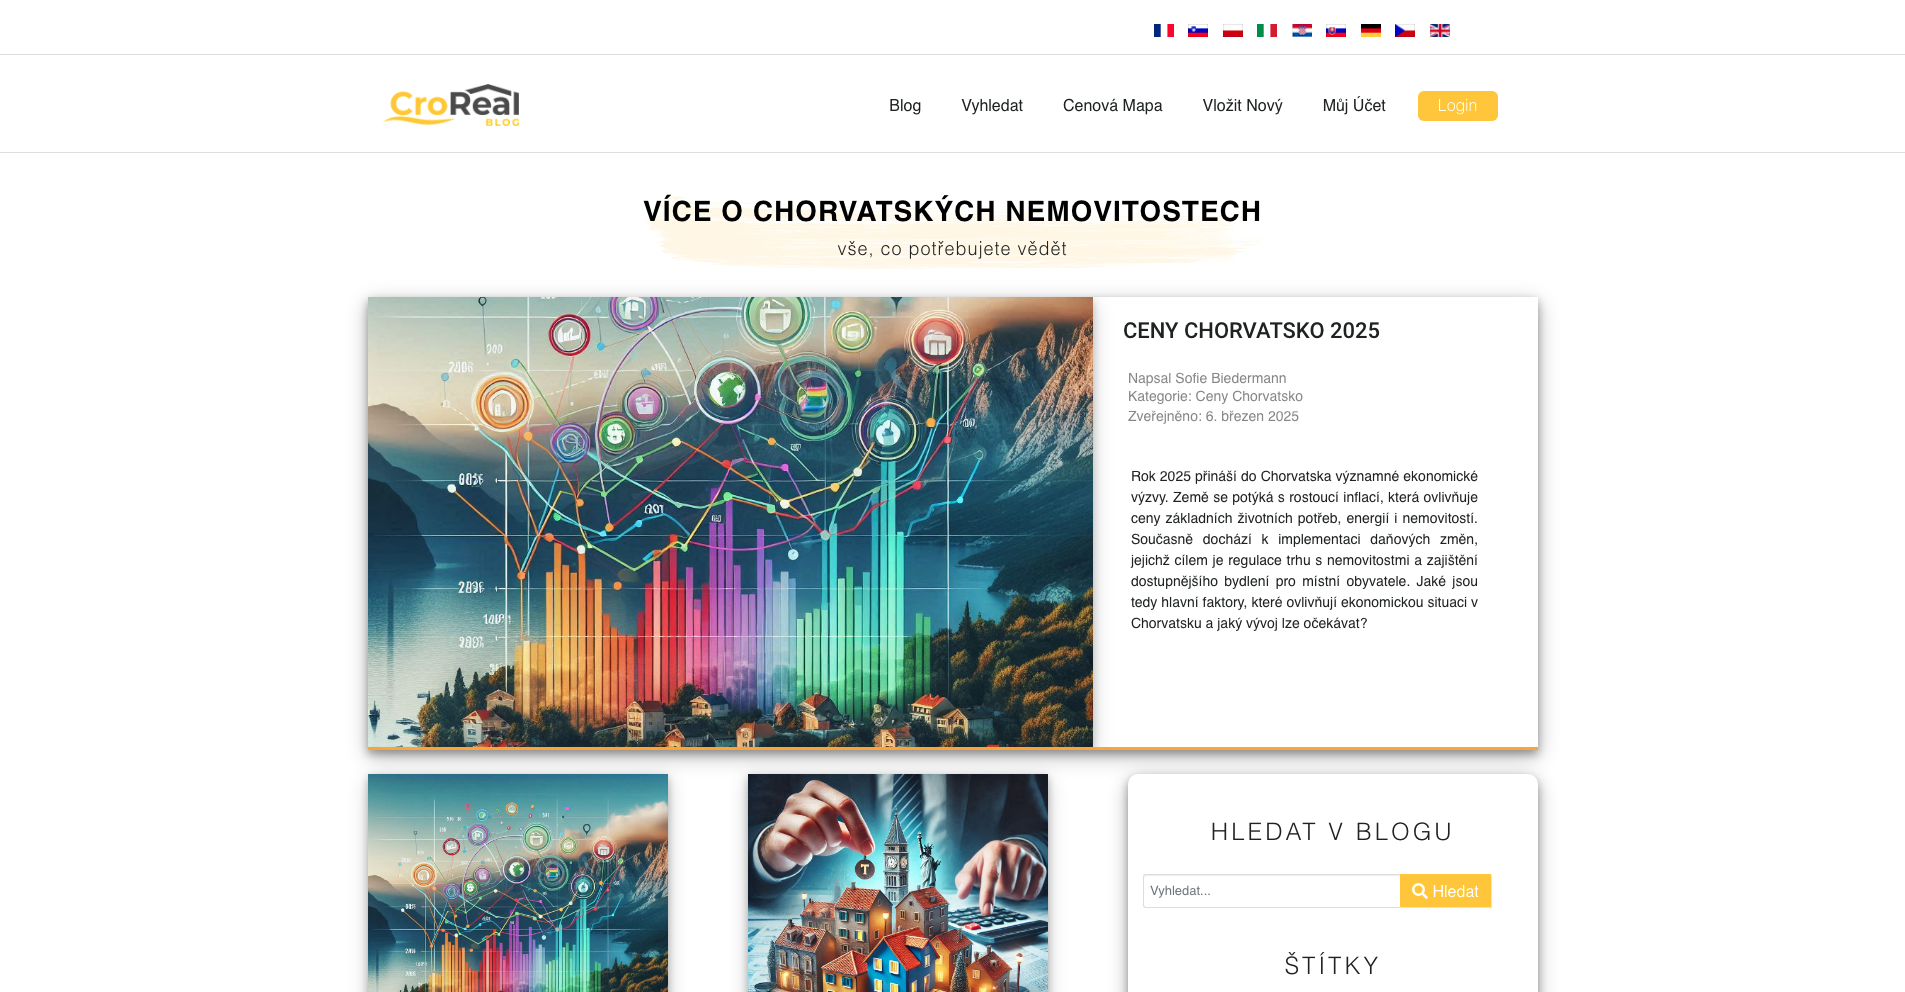 CroReal
BLOG
Blog
Vyhledat
Cenová Mapa
Vložit Nový
Můj Účet
Login
VÍCE O CHORVATSKÝCH NEMOVITOSTECH
vše, co potřebujete vědět
CENY CHORVATSKO 2025
Napsal Sofie Biedermann
Kategorie: Ceny Chorvatsko
Zveřejněno: 6. březen 2025
Rok 2025 přináší do Chorvatska významné ekonomické
výzvy. Země se potýká s rostoucí inflací, která ovlivňuje
ceny základních životních potřeb, energií i nemovitostí.
Současně dochází k implementaci daňových změn,
jejichž cílem je regulace trhu s nemovitostmi a zajištění
dostupnějšího bydlení pro místní obyvatele. Jaké jsou
tedy hlavní faktory, které ovlivňují ekonomickou situaci v
Chorvatsku a jaký vývoj lze očekávat?
HLEDAT V BLOGU
Vyhledat...
Hledat
ŠTÍTKY